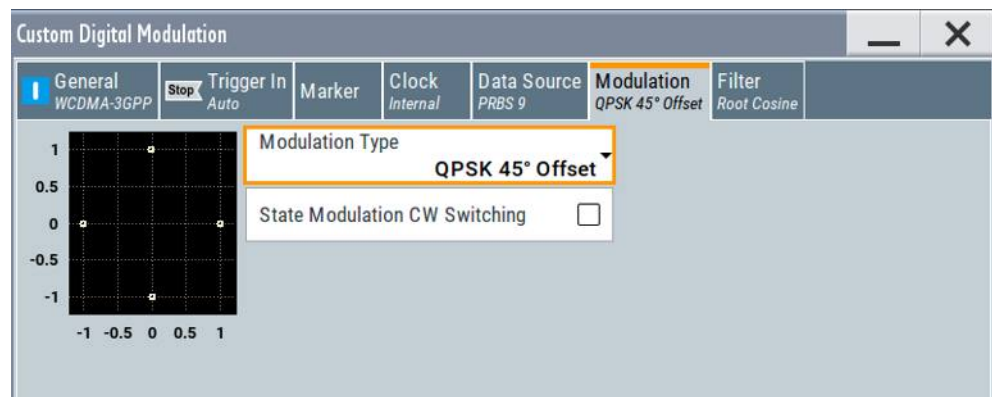 Custom Digital Modulation
General
WCDMA-3GPP
Stop
Trigger In
Auto
Marker
Clock
Internal
Data Source
PRBS 9
Modulation
QPSK 45° Offset
Filter
Root Cosine
Modulation Type
QPSK 45° Offset
State Modulation CW Switching
1
0.5
0
-0.5
-1
-1 -0.5 0 0.5 1